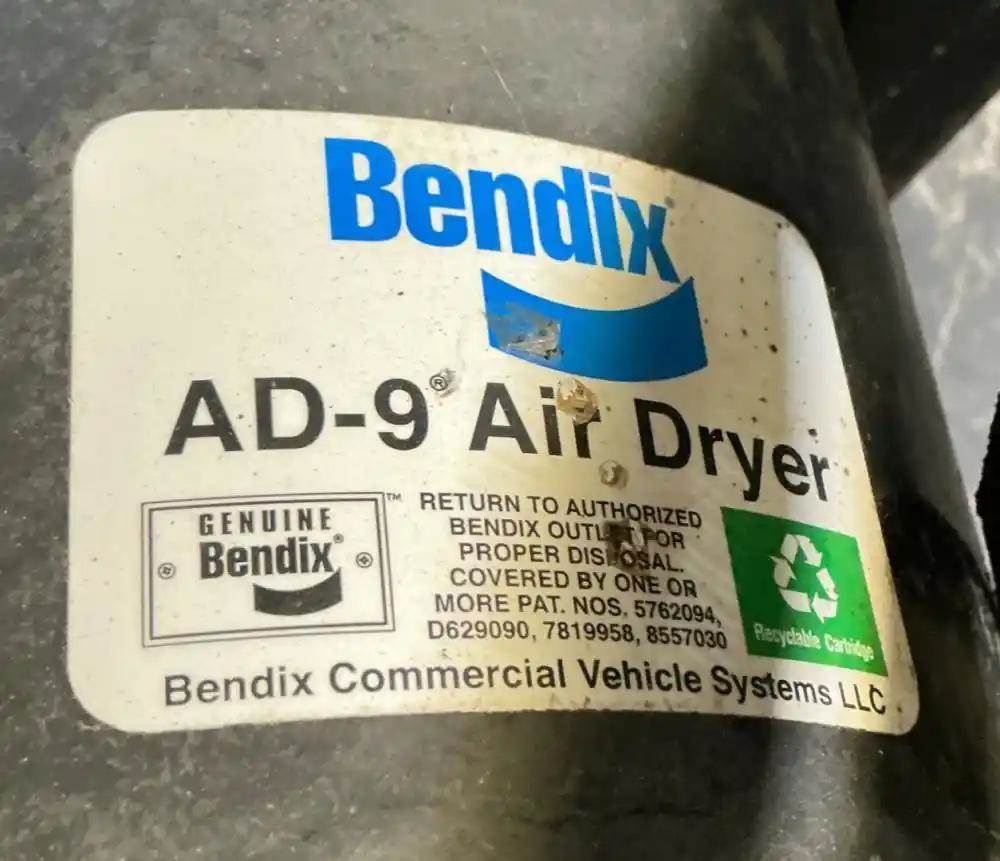 Bendix®
AD-9® Air Dryer
GENUINE
Bendix®
™
RETURN TO AUTHORIZED
BENDIX OUTLET FOR
PROPER DISPOSAL.
COVERED BY ONE OR
MORE PAT. NOS. 5762094,
D629090, 7819958, 8557030
Recyclable Cartridge
Bendix Commercial Vehicle Systems LLC